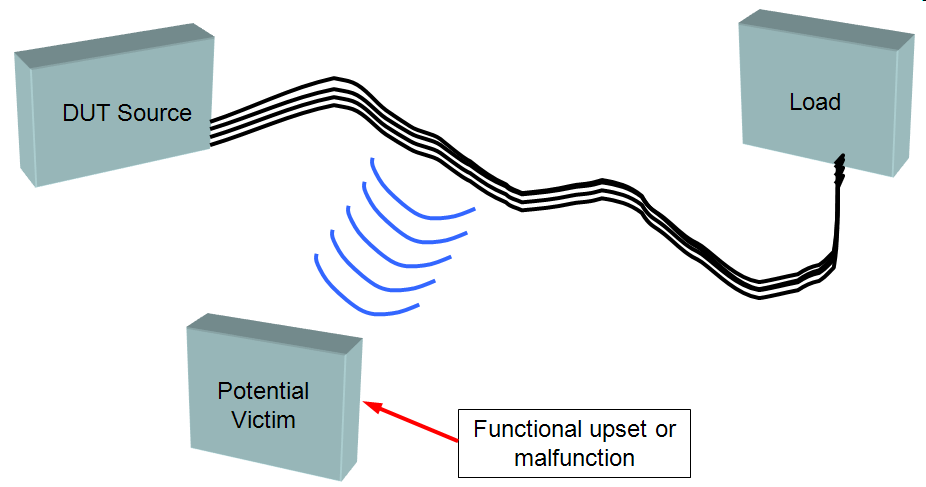 DUT Source
Load
Potential
Victim
Functional upset or
malfunction